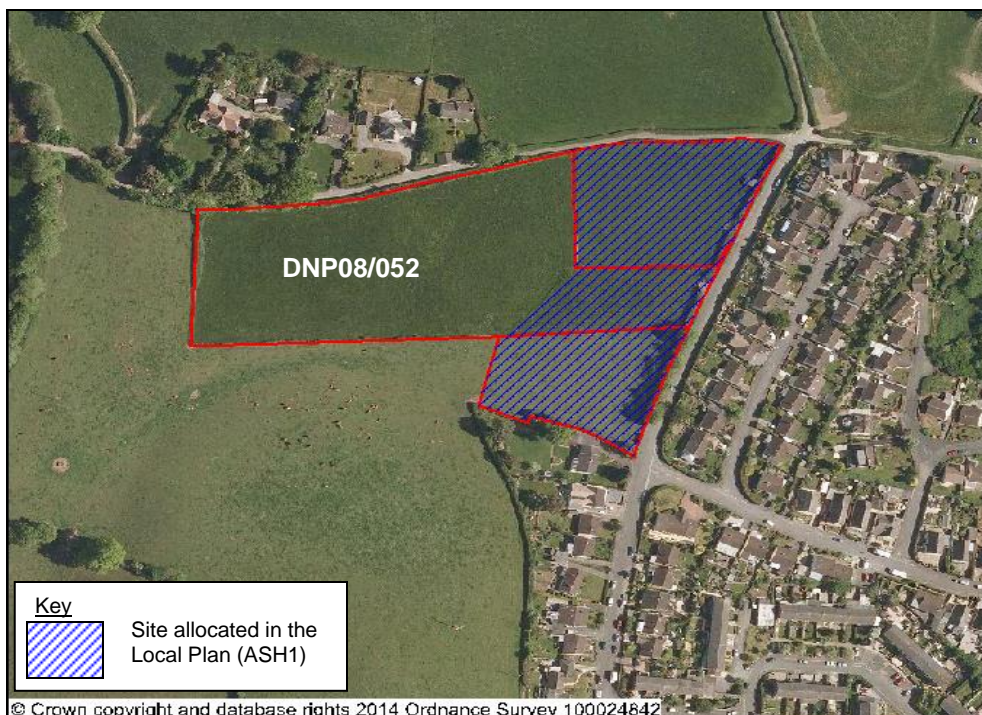 DNP08/052
Key
Site allocated in the
Local Plan (ASH1)
© Crown copyright and database rights 2014 Ordnance Survey 100024842